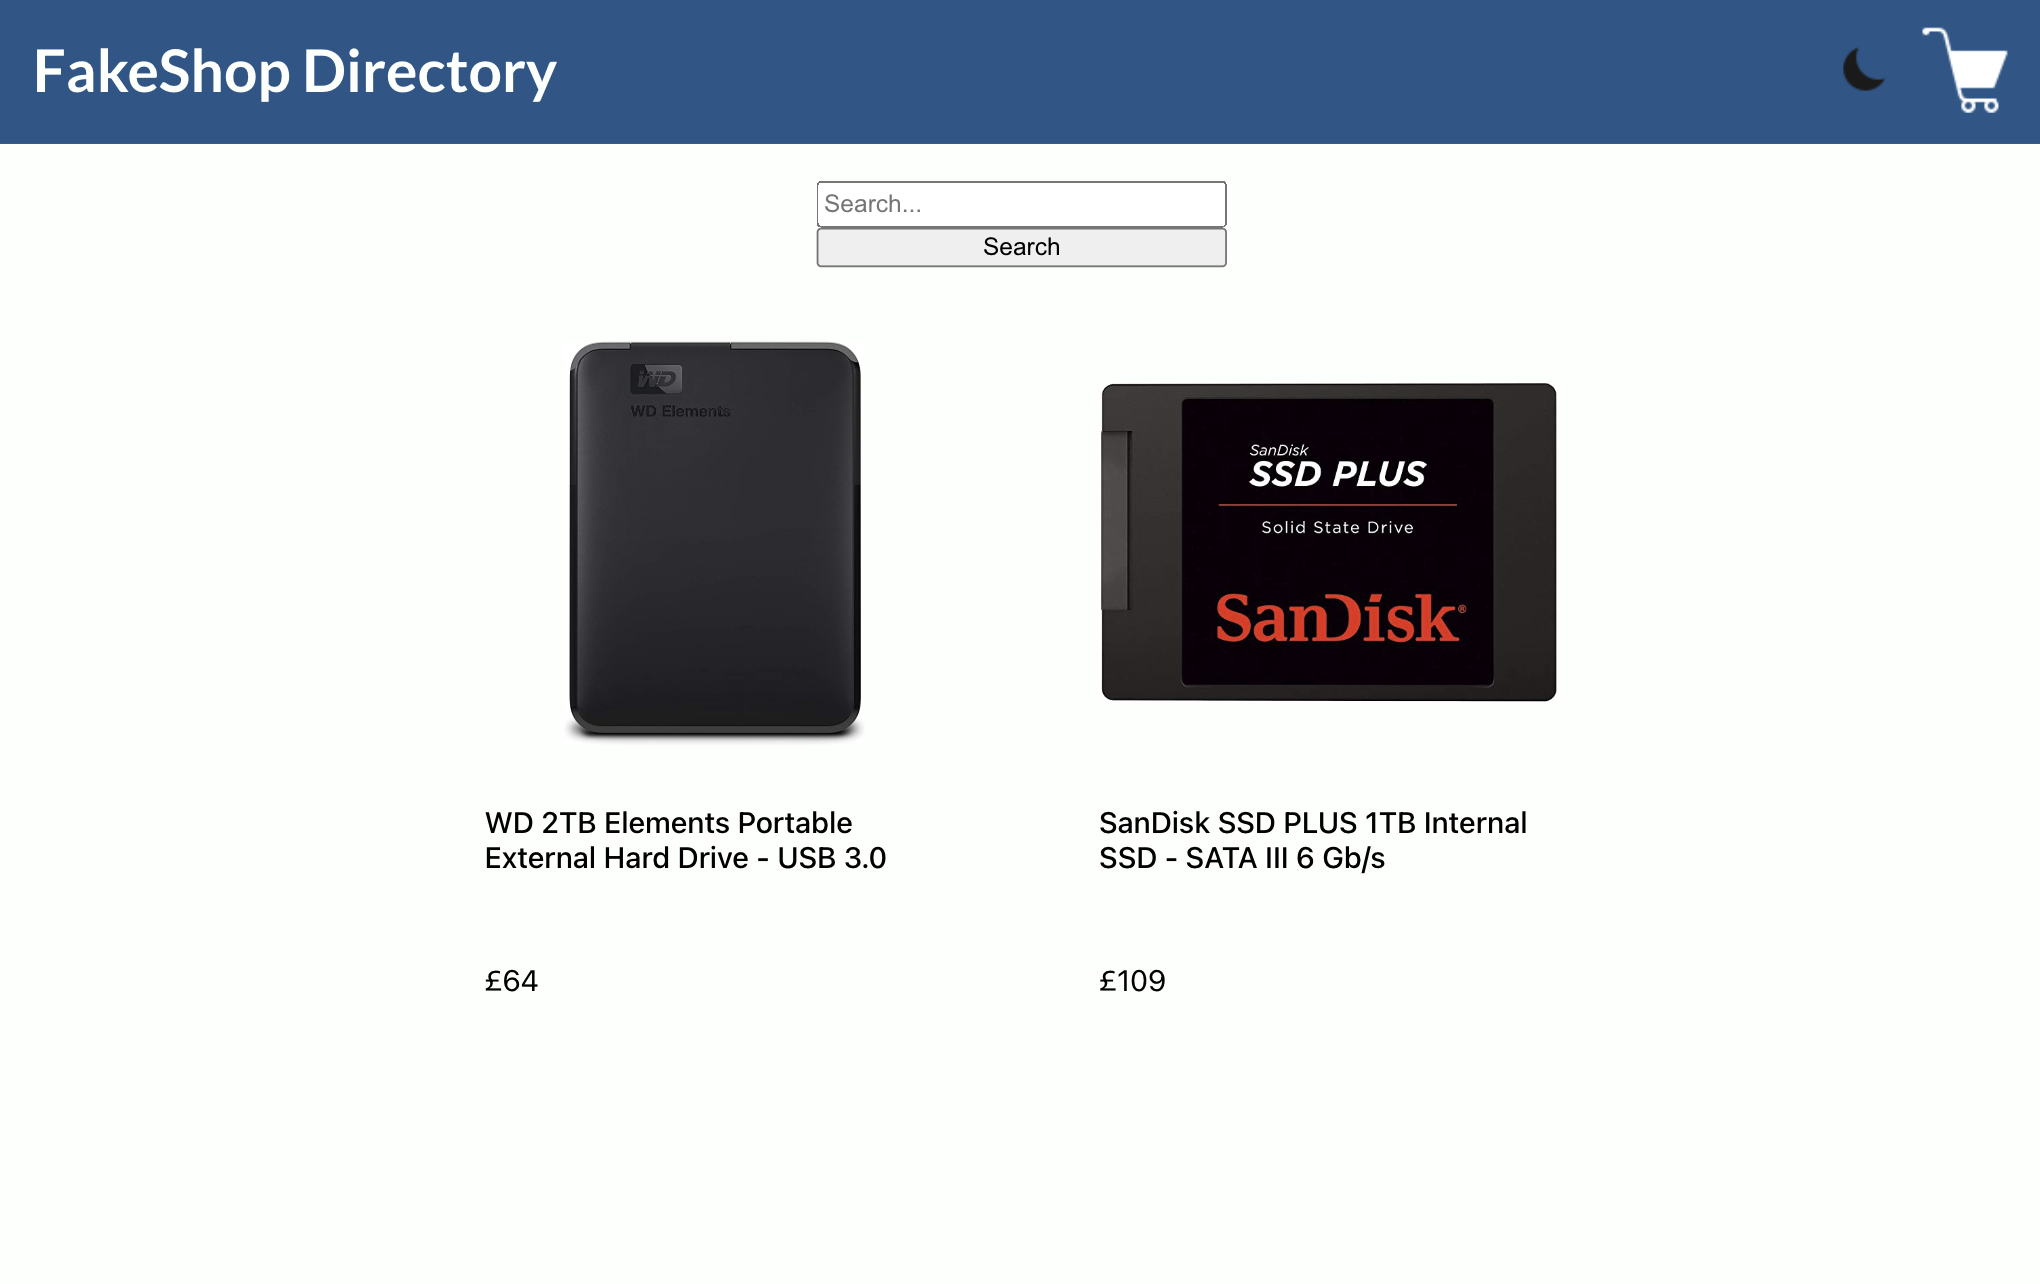 FakeShop Directory
Search...
Search
WD
WD Elements
SanDisk
SSD PLUS
Solid State Drive
SanDisk®
WD 2TB Elements Portable
External Hard Drive - USB 3.0
SanDisk SSD PLUS 1TB Internal
SSD - SATA III 6 Gb/s
£64
£109